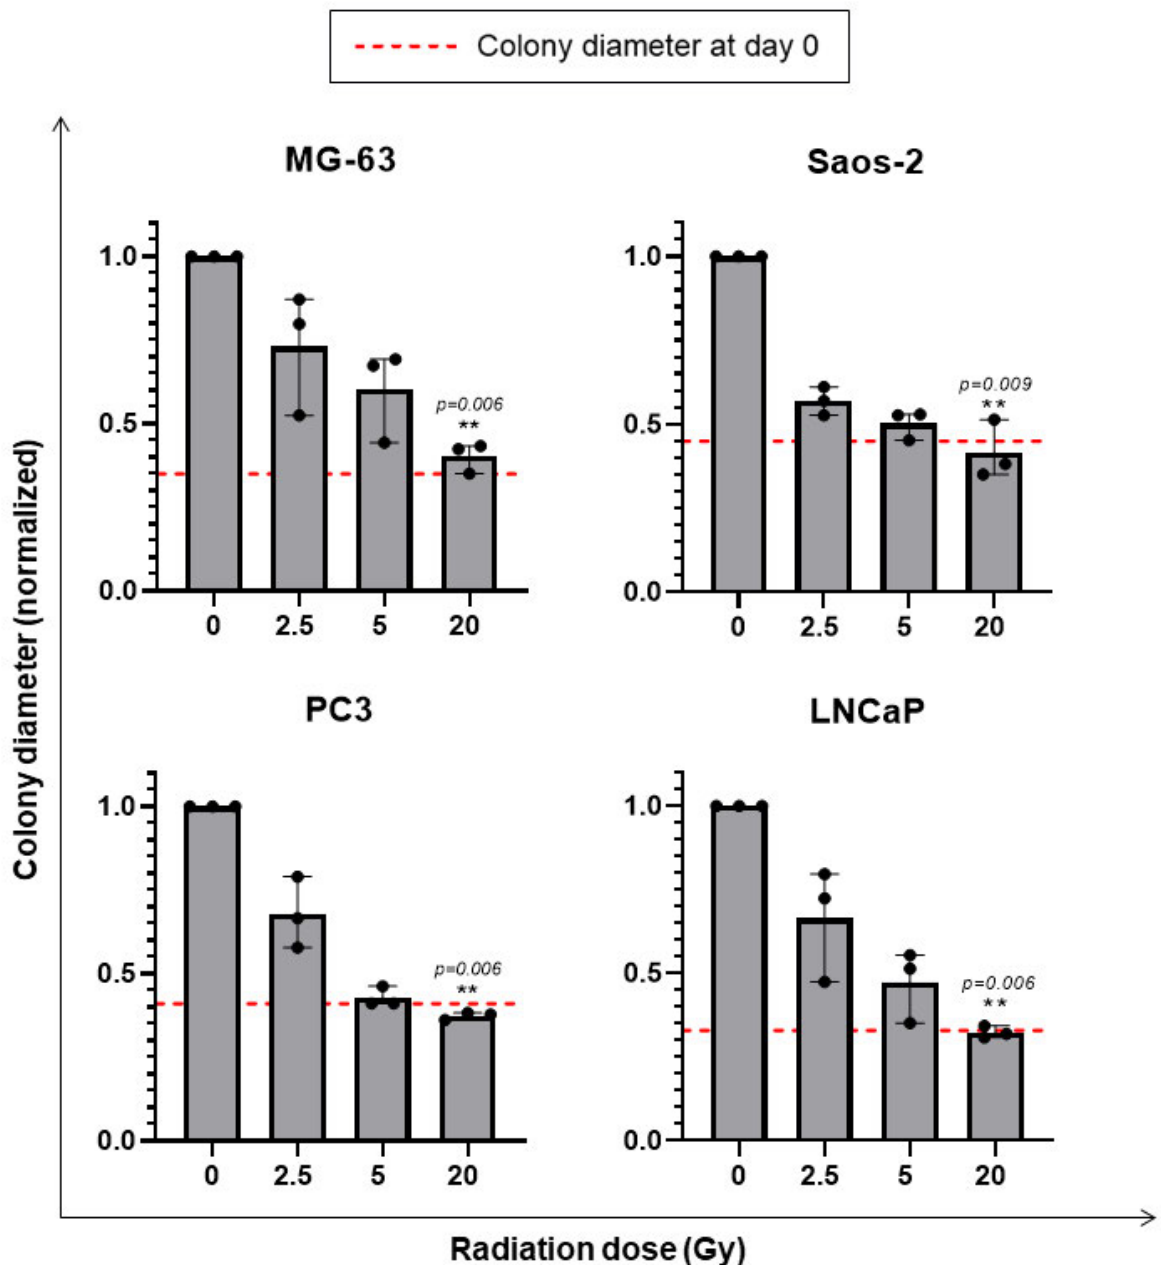 Colony diameter at day 0
MG-63
1.0
0.5
0.0
p=0.006
**
0 2.5 5 20
Saos-2
1.0
0.5
0.0
p=0.009
**
0 2.5 5 20
Colony diameter (normalized)
PC3
1.0
0.5
0.0
p=0.006
**
0 2.5 5 20
LNCaP
1.0
0.5
0.0
p=0.006
**
0 2.5 5 20
Radiation dose (Gy)